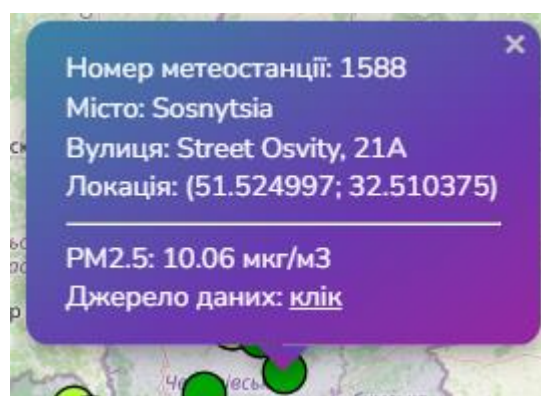 ×
Номер метеостанції: 1588
Місто: Sosnytsia
Вулиця: Street Osvity, 21A
Локація: (51.524997; 32.510375)
PM2.5: 10.06 мкг/м3
Джерело даних: клік